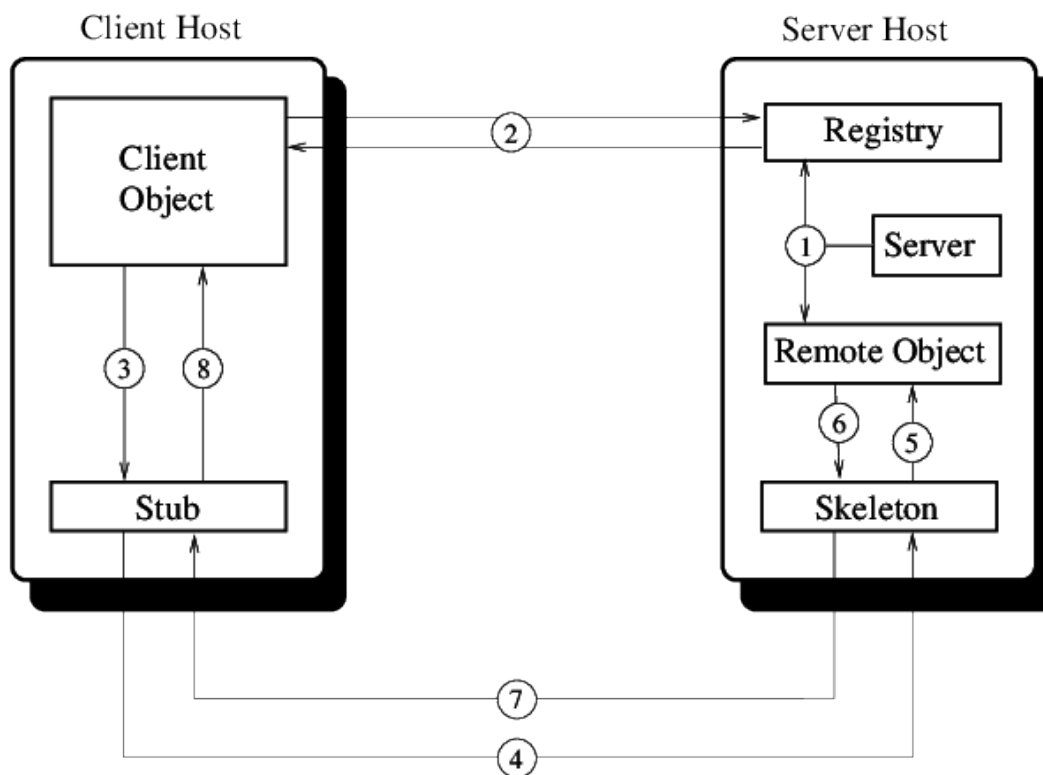 Client Host
Server Host
Client
Object
2
Registry
1
Server
Remote Object
3
8
6
5
Stub
Skeleton
7
4